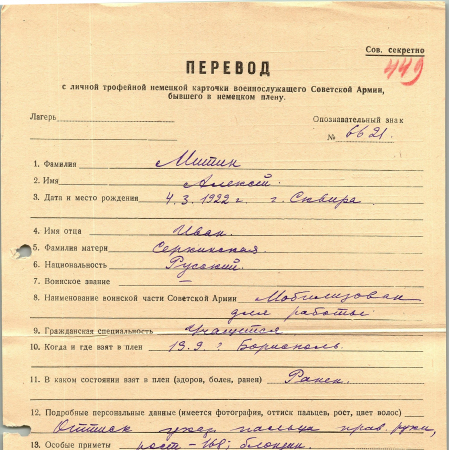 Сов. секретно
449
ПЕРЕВОД
с личной трофейной немецкой карточки военнослужащего Советской Армии,
бывшего в немецком плену.
Лагерь
Опознавательный знак
№ 6621.
1. Фамилия Митин
2. Имя Алексей.
3. Дата и место рождения 4.3.1922 г. г. Сквира.
4. Имя отца Иван.
5. Фамилия матери
6. Национальность Русский.
7. Воинское звание —
8. Наименование воинской части Советской Армии Мобилизован
для работы.
9. Гражданская специальность Учащийся
10. Когда и где взят в плен 19.9 г. Борисполь.
11. В каком состоянии взят в плен (здоров, болен, ранен) Ранен.
12. Подробные персональные данные (имеется фотография, оттиск пальцев, рост, цвет волос)
Оттиск указ. пальца прав. руки,
13. Особые приметы рост – 168; блондин.